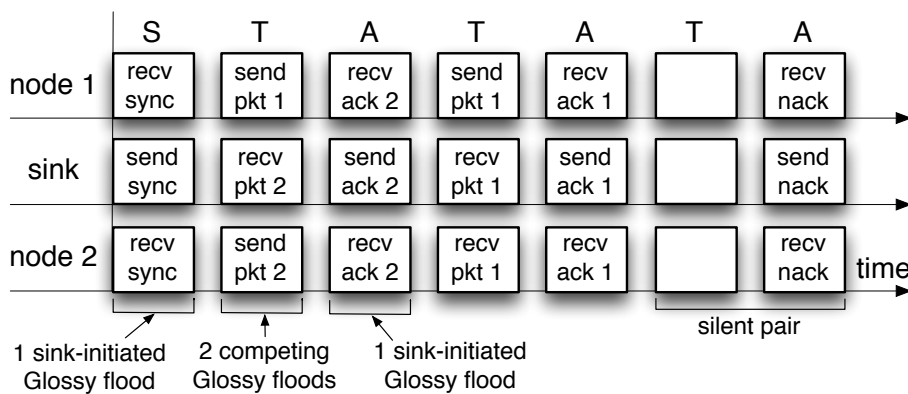 S T A T A T A
node 1
recv sync
send pkt 1
recv ack 2
send pkt 1
recv ack 1
recv nack
sink
send sync
recv pkt 2
send ack 2
recv pkt 1
send ack 1
send nack
node 2
recv sync
send pkt 2
recv ack 2
recv pkt 1
recv ack 1
recv nack
time
silent pair
1 sink-initiated
Glossy flood
2 competing
Glossy floods
1 sink-initiated
Glossy flood